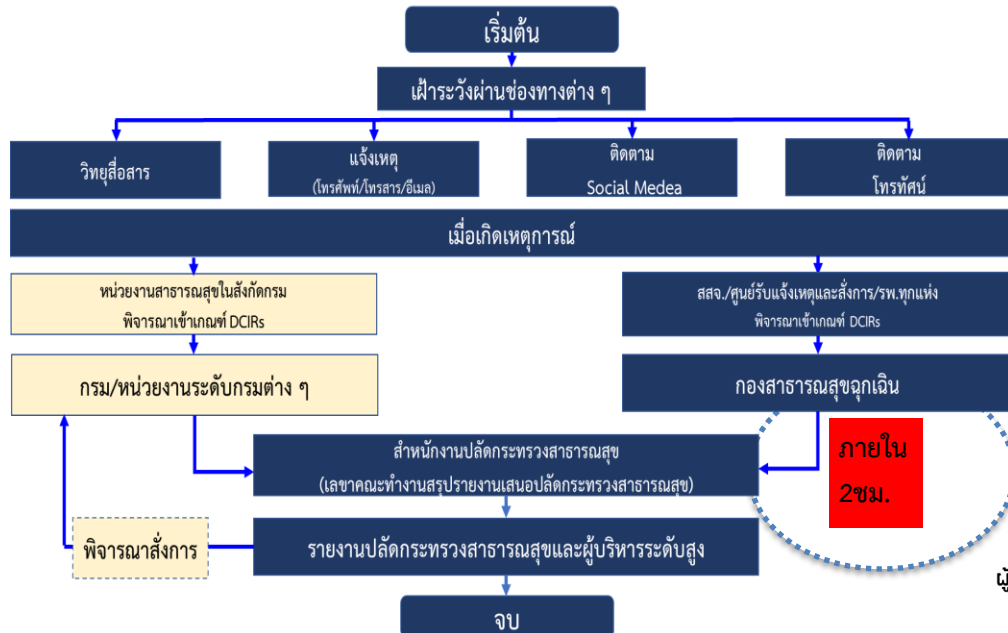 เริ่มต้น
เฝ้าระวังผ่านช่องทางต่าง ๆ
วิทยุสื่อสาร
แจ้งเหตุ
(โทรศัพท์/โทรสาร/อีเมล)
ติดตาม
Social Medea
ติดตาม
โทรทัศน์
เมื่อเกิดเหตุการณ์
หน่วยงานสาธารณสุขในสังกัดกรม
พิจารณาเข้าเกณฑ์ DCIRs
สสจ./ศูนย์รับแจ้งเหตุและสั่งการ/รพ.ทุกแห่ง
พิจารณาเข้าเกณฑ์ DCIRs
กรม/หน่วยงานระดับกรมต่าง ๆ
กองสาธารณสุขฉุกเฉิน
ภายใน
2ชม.
สำนักงานปลัดกระทรวงสาธารณสุข
(เลขาคณะทำงานสรุปรายงานเสนอปลัดกระทรวงสาธารณสุข)
พิจารณาสั่งการ
รายงานปลัดกระทรวงสาธารณสุขและผู้บริหารระดับสูง
จบ